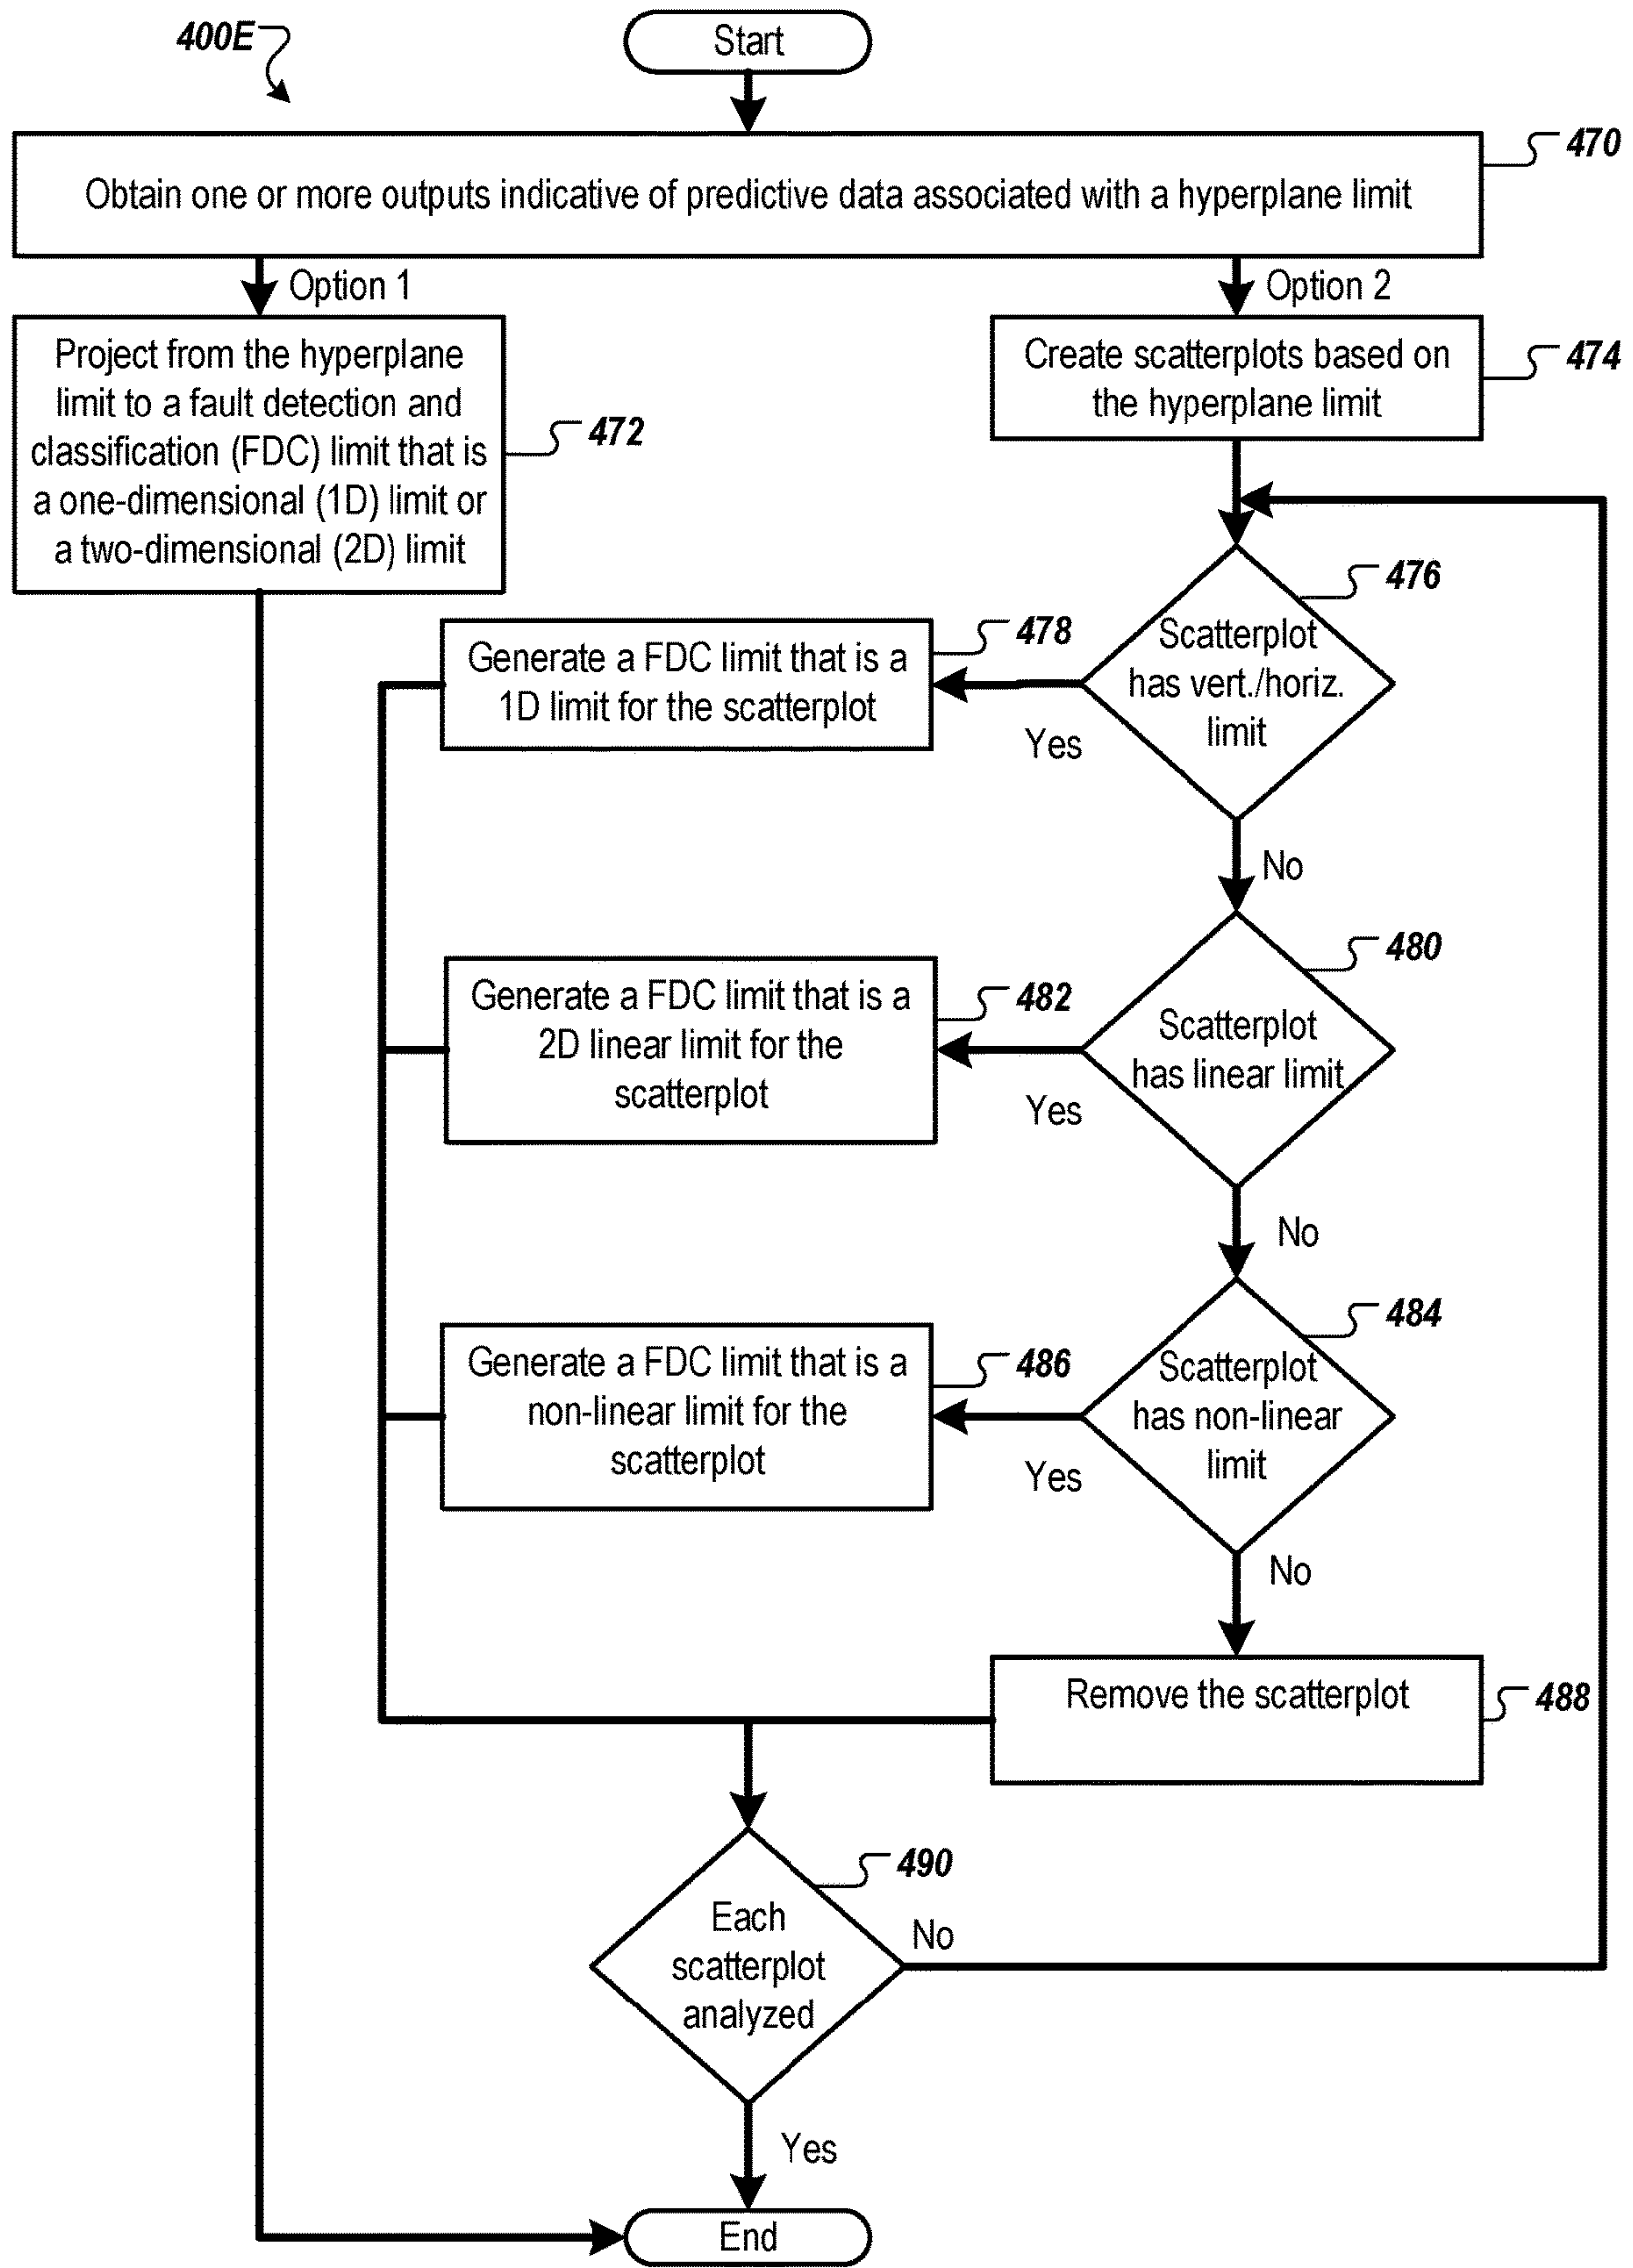 400E
Start
470
Obtain one or more outputs indicative of predictive data associated with a hyperplane limit
Option 1
Option 2
Project from the hyperplane
limit to a fault detection and
classification (FDC) limit that is
a one-dimensional (1D) limit or
a two-dimensional (2D) limit
472
Create scatterplots based on
the hyperplane limit
474
476
Scatterplot
has vert./horiz.
limit
478
Generate a FDC limit that is a
1D limit for the scatterplot
Yes
No
480
Scatterplot
has linear limit
482
Generate a FDC limit that is a
2D linear limit for the
scatterplot
Yes
No
484
Scatterplot
has non-linear
limit
486
Generate a FDC limit that is a
non-linear limit for the
scatterplot
Yes
No
Remove the scatterplot
488
490
Each
scatterplot
analyzed
No
Yes
End